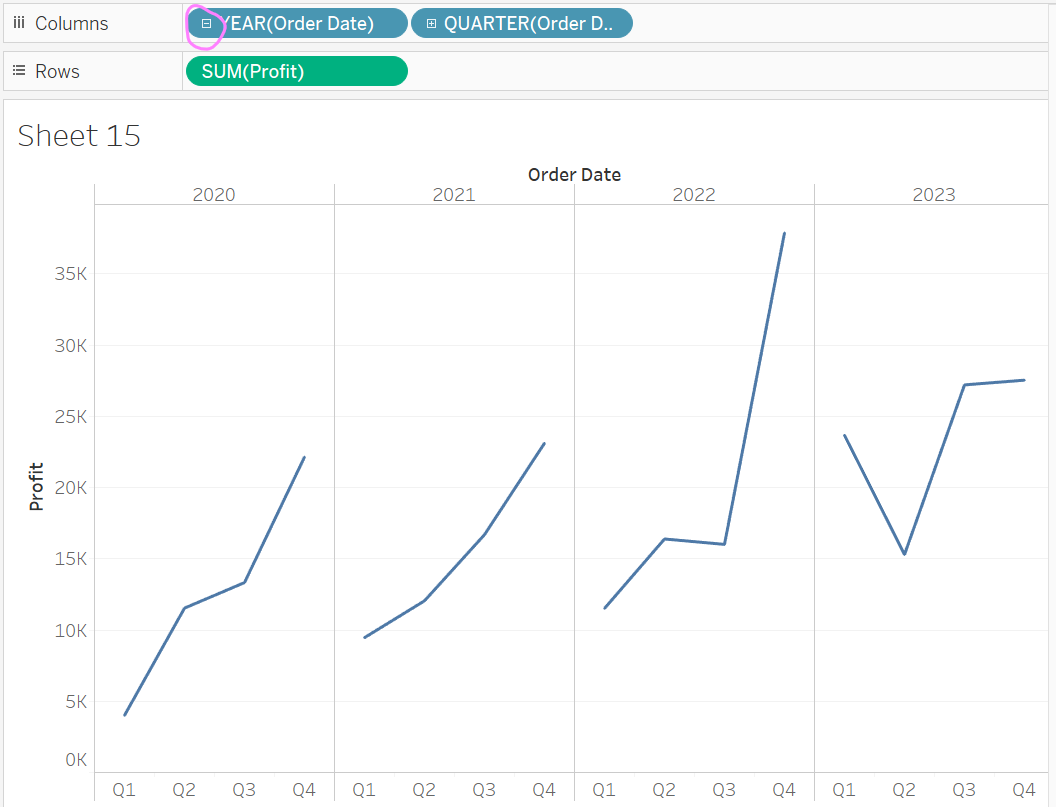 Columns YEAR(Order Date) QUARTER(Order D..
Rows SUM(Profit)
Sheet 15
Order Date
2020 2021 2022 2023
35K
30K
25K
20K
15K
10K
5K
0K
Profit
Q1 Q2 Q3 Q4 Q1 Q2 Q3 Q4 Q1 Q2 Q3 Q4 Q1 Q2 Q3 Q4